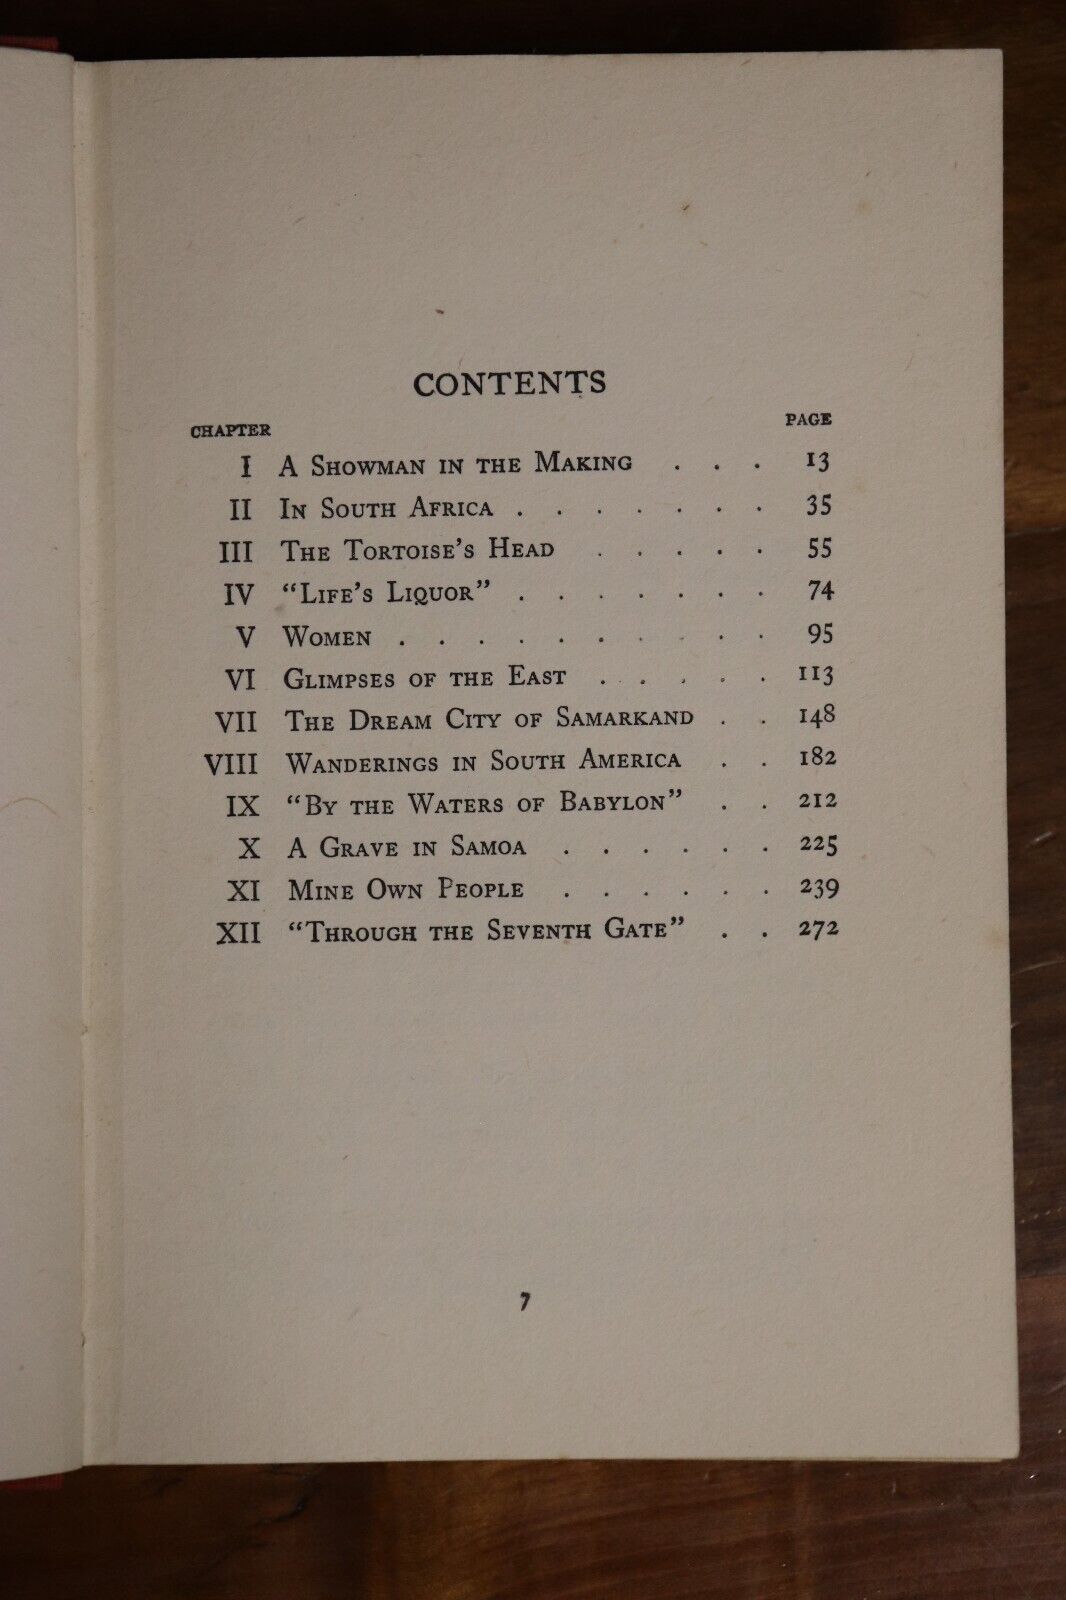 CONTENTS
CHAPTER PAGE
I A Showman in the Making . . . 13
II In South Africa . . . . . . . 35
III The Tortoise's Head . . . . . 55
IV "Life's Liquor" . . . . . . . 74
V Women . . . . . . . . . . 95
VI Glimpses of the East . . . . . 113
VII The Dream City of Samarkand . . 148
VIII Wanderings in South America . . 182
IX "By the Waters of Babylon" . . 212
X A Grave in Samoa . . . . . . 225
XI Mine Own People . . . . . . 239
XII "Through the Seventh Gate" . . 272
7